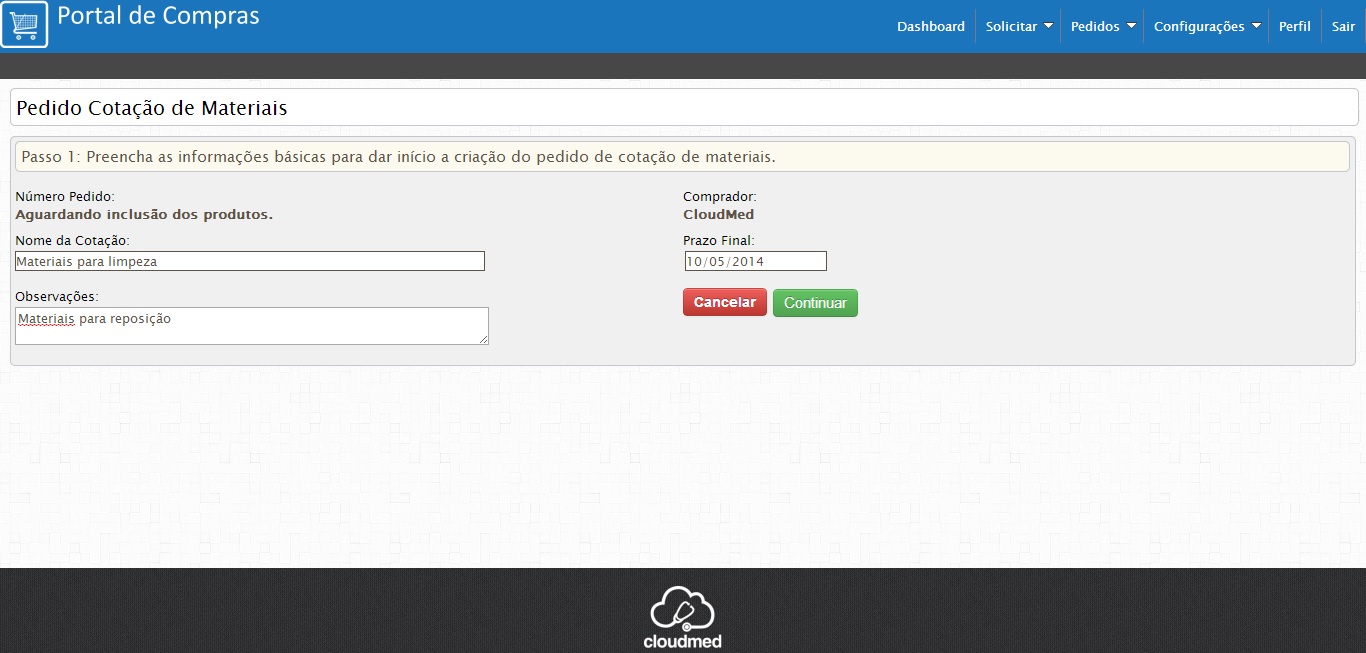 Portal de Compras
Dashboard Solicitar Pedidos Configurações Perfil Sair
Pedido Cotação de Materiais
Passo 1: Preencha as informações básicas para dar início a criação do pedido de cotação de materiais.
Número Pedido:
Aguardando inclusão dos produtos.
Comprador:
CloudMed
Nome da Cotação:
Materiais para limpeza
Prazo Final:
10/05/2014
Observações:
Materiais para reposição
Cancelar Continuar
cloudmed